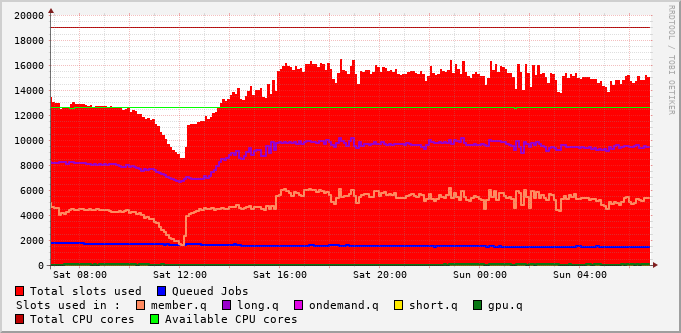 20000
18000
16000
14000
12000
10000
8000
6000
4000
2000
0
Sat 08:00 Sat 12:00 Sat 16:00 Sat 20:00 Sun 00:00 Sun 04:00
RRDTOOL / TOBI OETIKER
Total slots used Queued Jobs
Slots used in : member.q long.q ondemand.q short.q gpu.q
Total CPU cores Available CPU cores